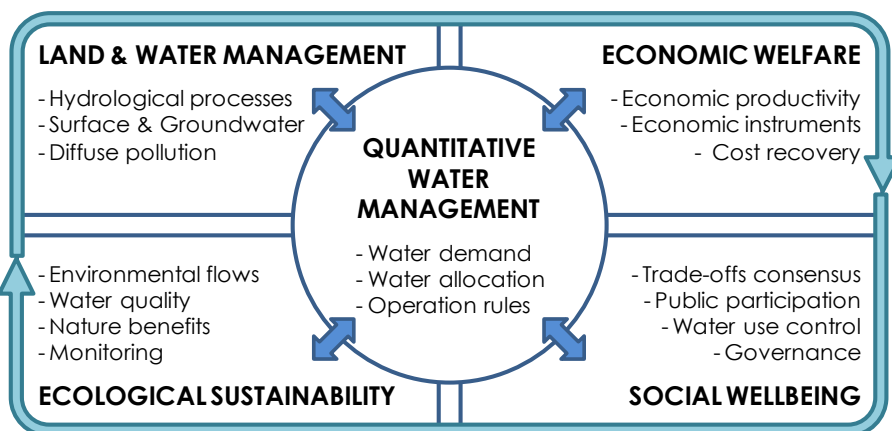 LAND & WATER MANAGEMENT
- Hydrological processes
- Surface & Groundwater
- Diffuse pollution
ECONOMIC WELFARE
- Economic productivity
- Economic instruments
- Cost recovery
QUANTITATIVE
WATER
MANAGEMENT
- Water demand
- Water allocation
- Operation rules
- Environmental flows
- Water quality
- Nature benefits
- Monitoring
ECOLOGICAL SUSTAINABILITY
- Trade-offs consensus
- Public participation
- Water use control
- Governance
SOCIAL WELLBEING